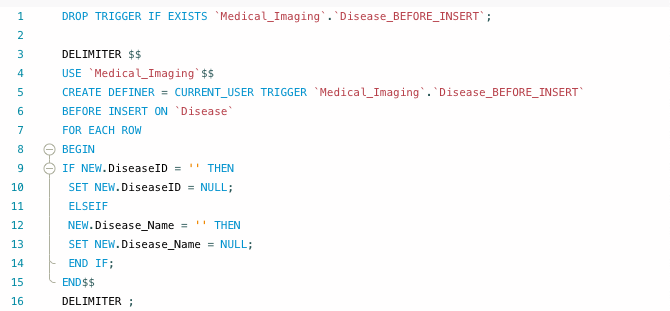 1 DROP TRIGGER IF EXISTS `Medical_Imaging`.`Disease_BEFORE_INSERT`;
2
3 DELIMITER $$
4 USE `Medical_Imaging`$$
5 CREATE DEFINER = CURRENT_USER TRIGGER `Medical_Imaging`.`Disease_BEFORE_INSERT`
6 BEFORE INSERT ON `Disease`
7 FOR EACH ROW
8 BEGIN
9 IF NEW.DiseaseID = '' THEN
10 SET NEW.DiseaseID = NULL;
11 ELSEIF
12 NEW.Disease_Name = '' THEN
13 SET NEW.Disease_Name = NULL;
14 END IF;
15 END$$
16 DELIMITER ;